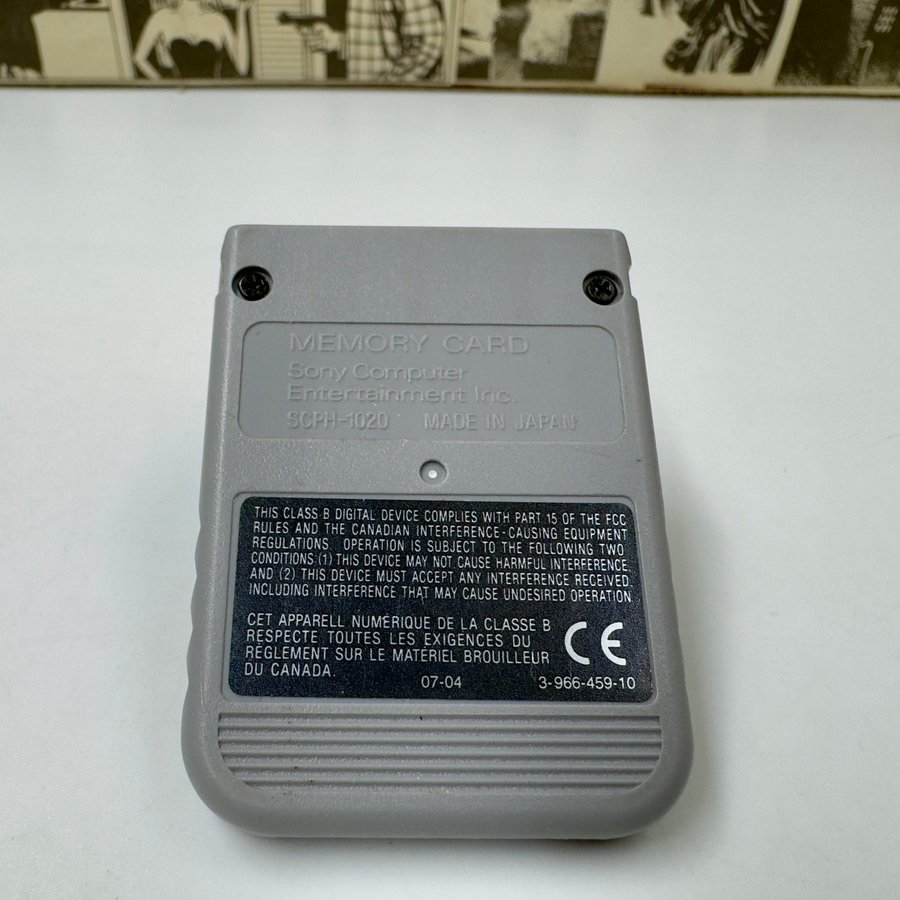 MEMORY CARD
Sony Computer
Entertainment Inc.
SCPH-1020 MADE IN JAPAN
THIS CLASS B DIGITAL DEVICE COMPLIES WITH PART 15 OF THE FCC
RULES AND THE CANADIAN INTERFERENCE-CAUSING EQUIPMENT
REGULATIONS. OPERATION IS SUBJECT TO THE FOLLOWING TWO
CONDITIONS:(1) THIS DEVICE MAY NOT CAUSE HARMFUL INTERFERENCE,
AND (2) THIS DEVICE MUST ACCEPT ANY INTERFERENCE RECEIVED,
INCLUDING INTERFERENCE THAT MAY CAUSE UNDESIRED OPERATION.
CET APPARELL NUMÉRIQUE DE LA CLASSE B
RESPECTE TOUTES LES EXIGENCES DU
RÈGLEMENT SUR LE MATÉRIEL BROUILLEUR
DU CANADA.
CE
07-04 3-966-459-10